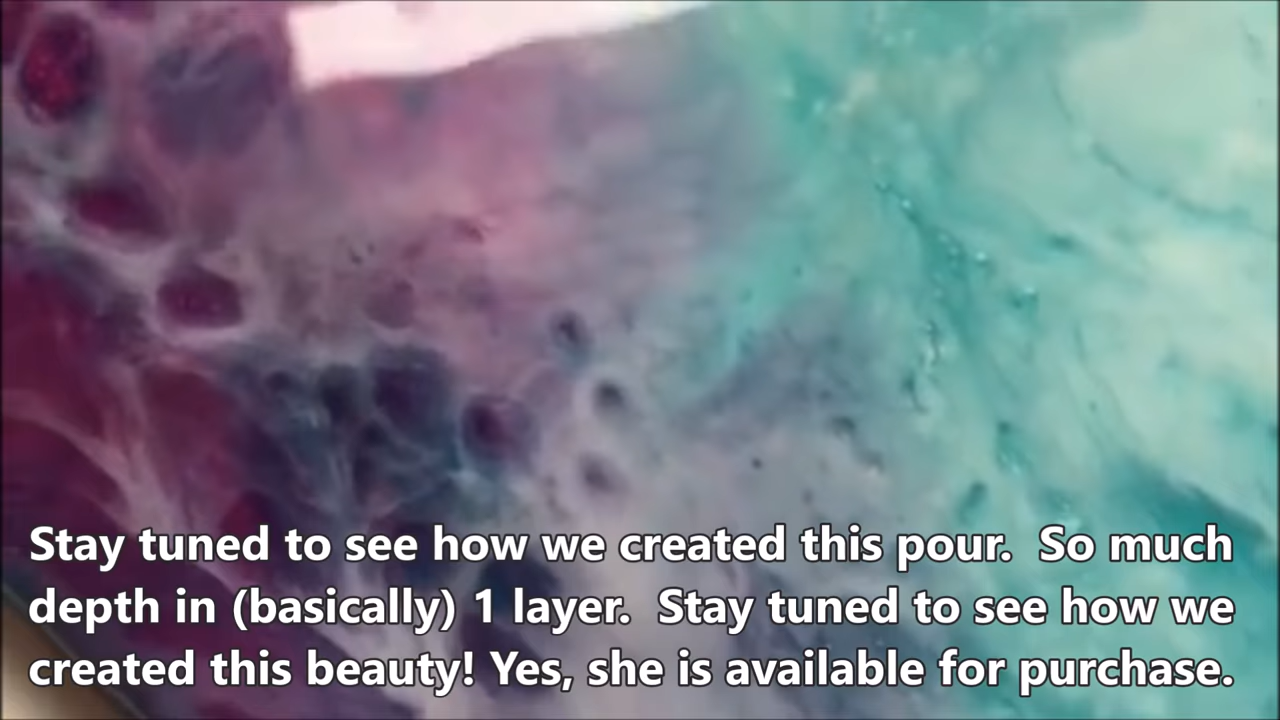 Stay tuned to see how we created this pour.  So much
depth in (basically) 1 layer.  Stay tuned to see how we
created this beauty! Yes, she is available for purchase.